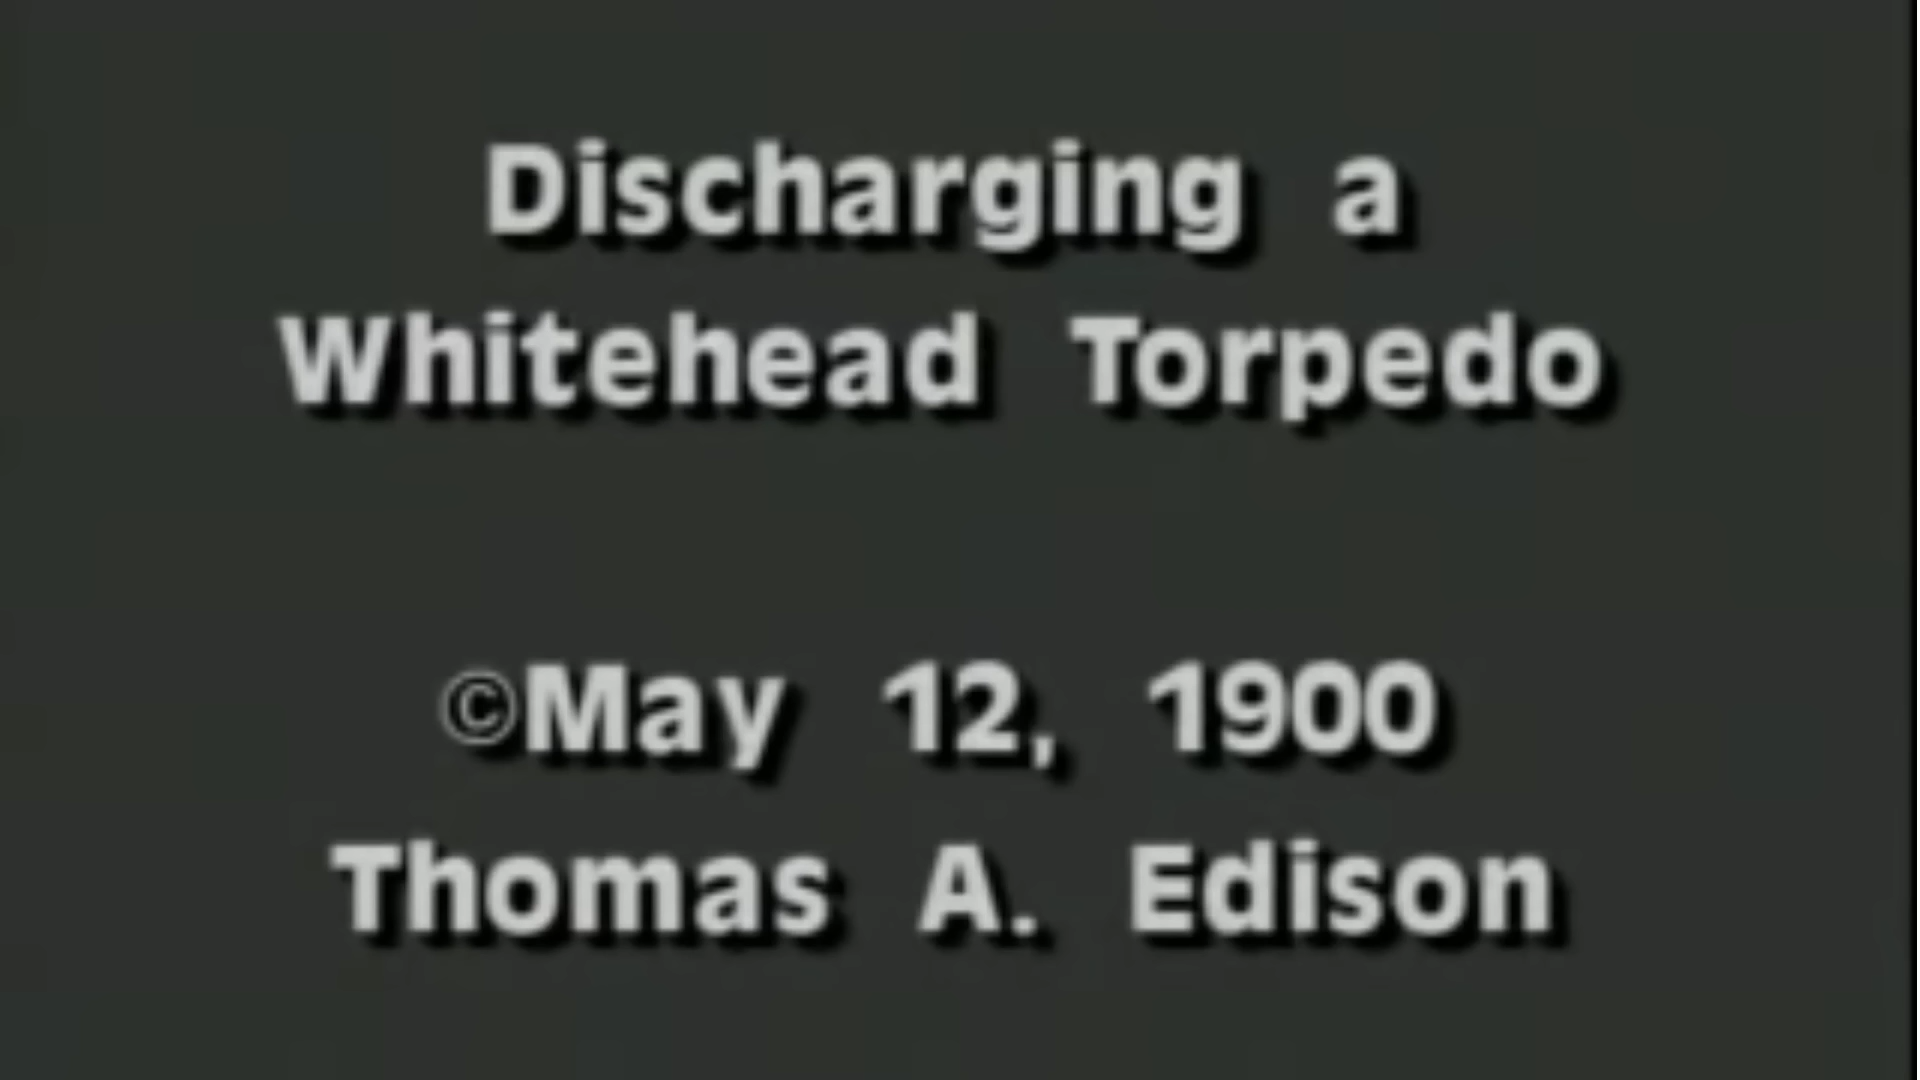 Discharging a
Whitehead Torpedo
©May 12, 1900
Thomas A. Edison